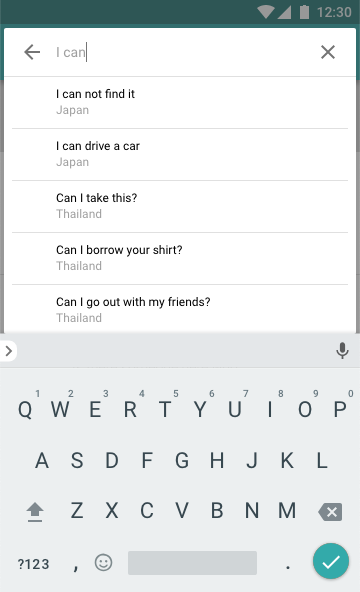 12:30
I can
I can not find it
Japan
I can drive a car
Japan
Can I take this?
Thailand
Can I borrow your shirt?
Thailand
Can I go out with my friends?
Thailand
1 2 3 4 5 6 7 8 9 0
Q W E R T Y U I O P
A S D F G H J K L
Z X C V B N M
?123 , .